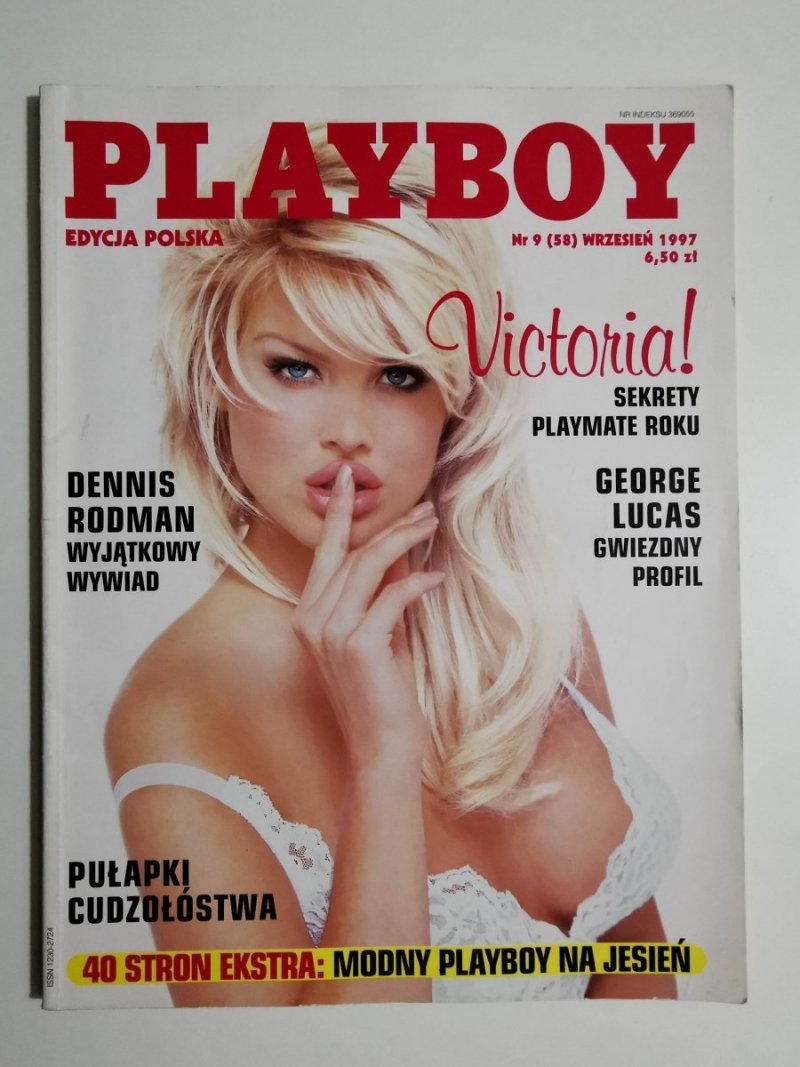 NR INDEKSU 369055
PLAYBOY
EDYCJA POLSKA
Nr 9 (58) WRZESIEŃ 1997
6,50 zł
Victoria!
SEKRETY
PLAYMATE ROKU
DENNIS
RODMAN
WYJĄTKOWY
WYWIAD
GEORGE
LUCAS
GWIEZDNY
PROFIL
PUŁAPKI
CUDZOŁÓSTWA
40 STRON EKSTRA: MODNY PLAYBOY NA JESIEŃ
ISSN 1230-2724